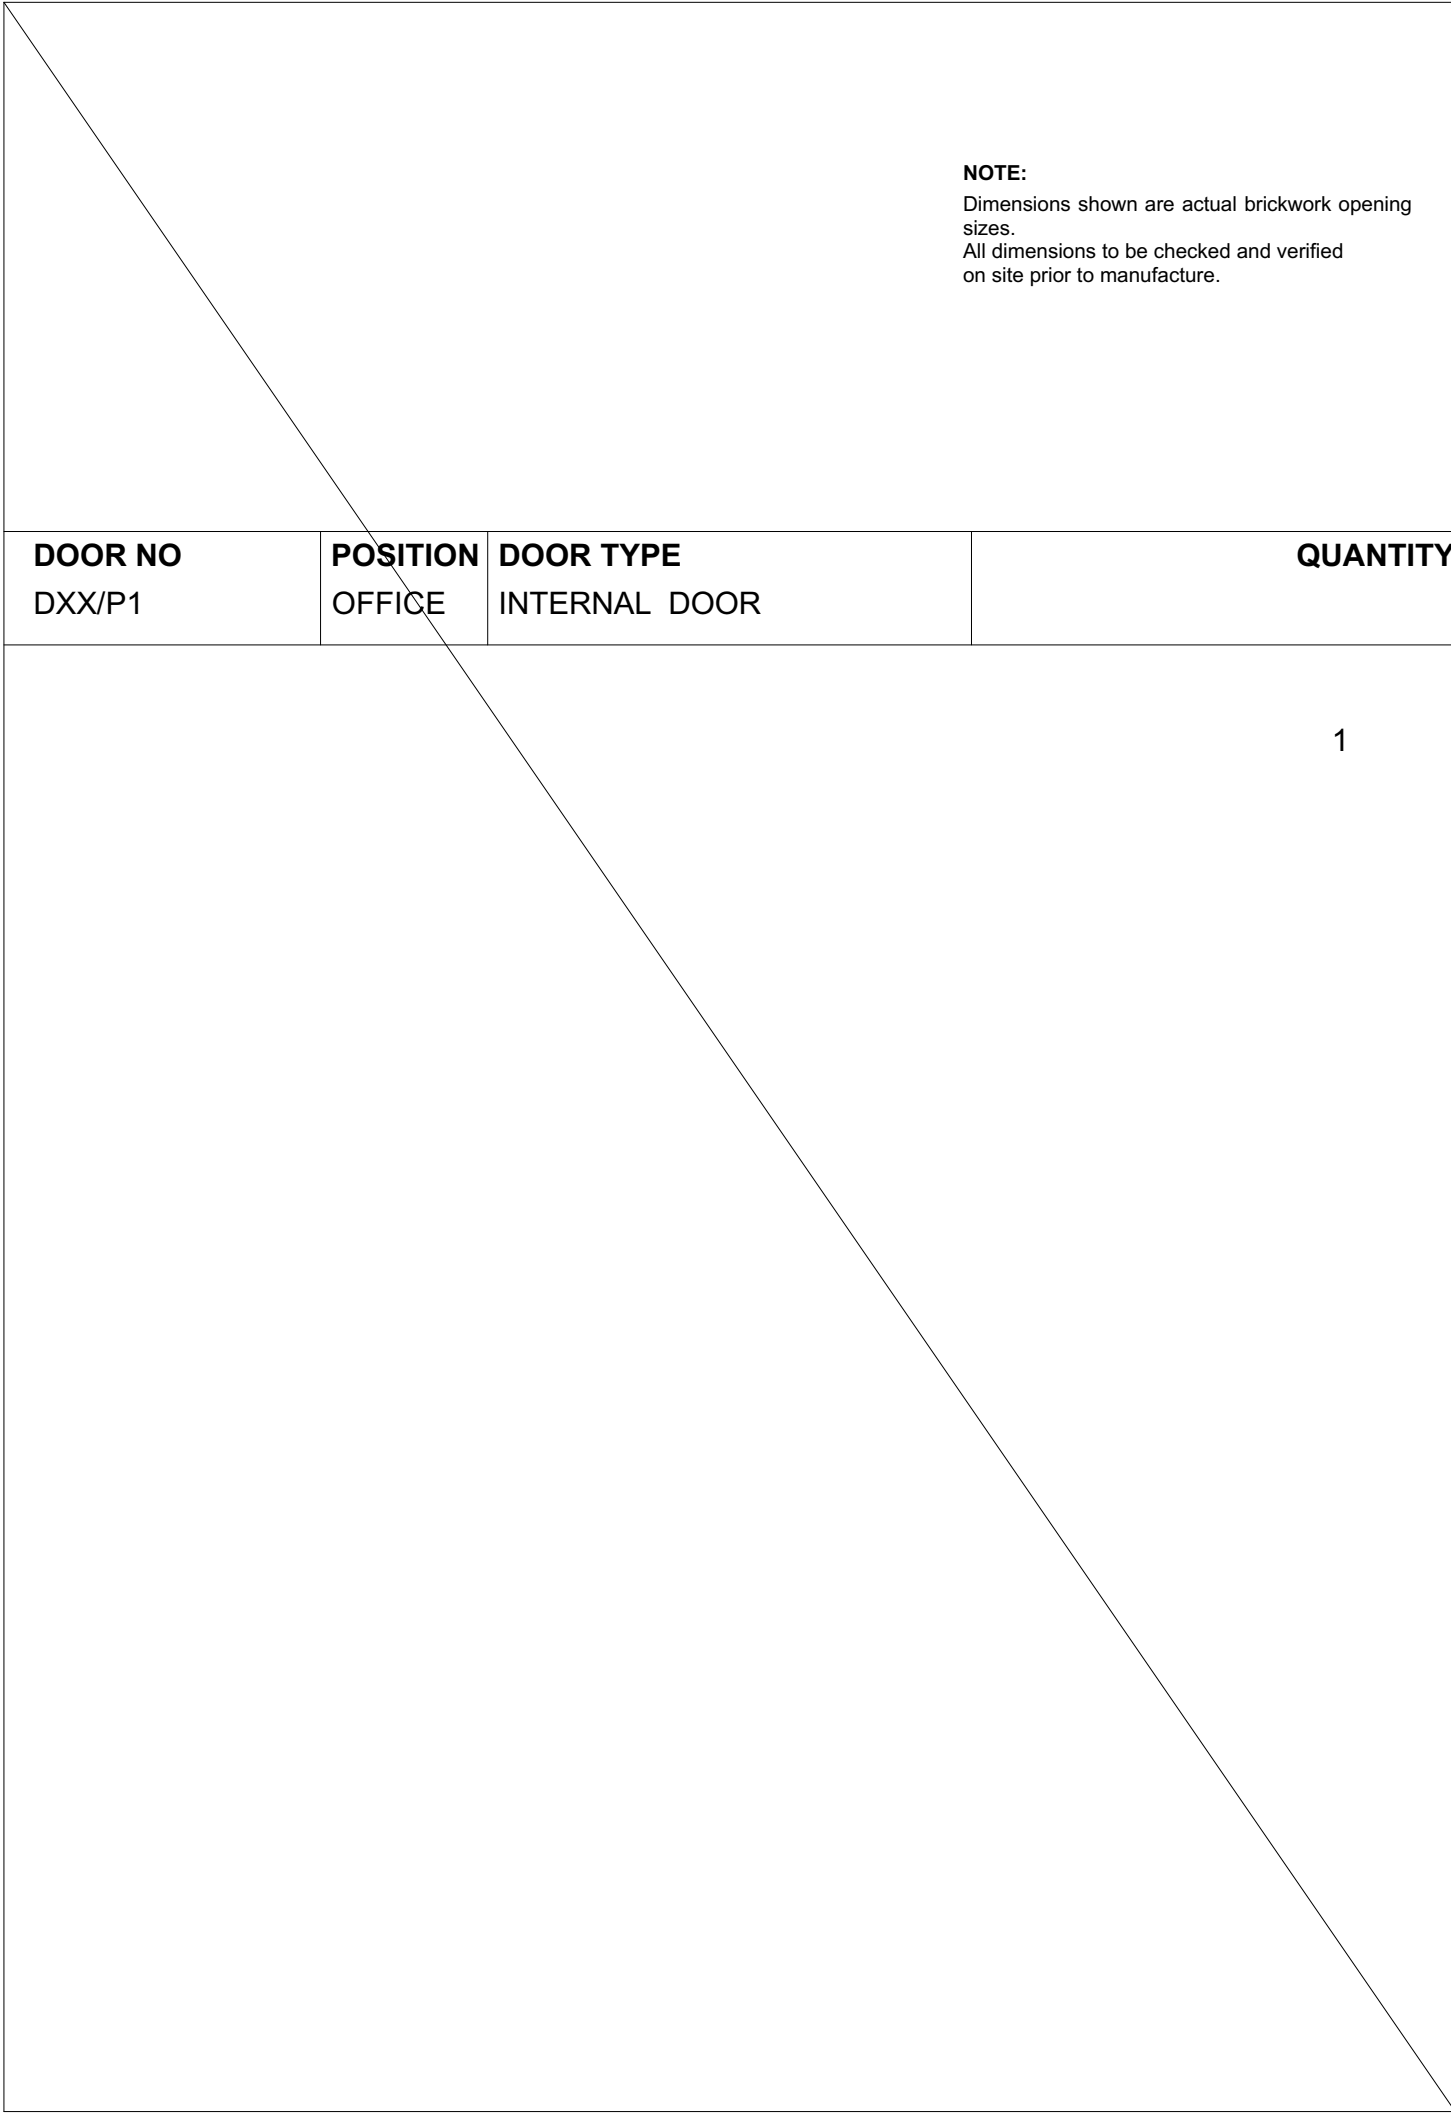 NOTE:
Dimensions shown are actual brickwork opening
sizes.
All dimensions to be checked and verified
on site prior to manufacture.
DOOR NO POSITION DOOR TYPE QUANTITY
DXX/P1 OFFICE INTERNAL DOOR
1